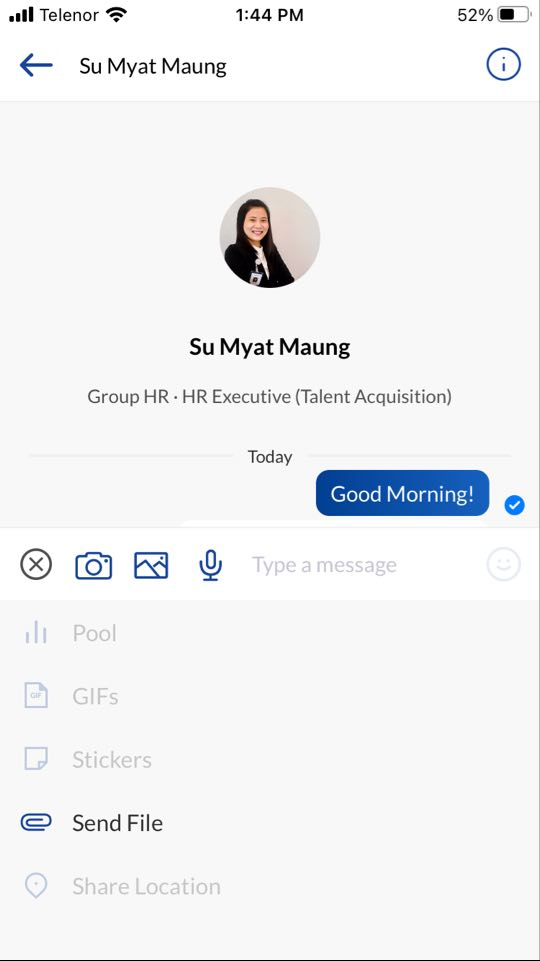 Telenor 1:44 PM 52%
Su Myat Maung
Su Myat Maung
Group HR · HR Executive (Talent Acquisition)
Today
Good Morning!
Type a message
Pool
GIF GIFs
Stickers
Send File
Share Location